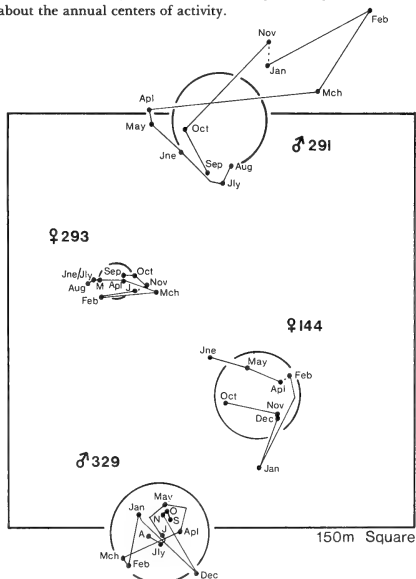 about the annual centers of activity.
Feb
Nov
Jan
Mch
Apl
May
Oct
Jne
Sep
Aug
Jly
♂291
♀293
Sep
Oct
Jne/Jly
Aug
M
Apl
J
Nov
Mch
Feb
♀144
Jne
May
Feb
Apl
Oct
Nov
Dec
Jan
♂329
May
Jan
O
N
S
A
J
Apl
Jly
Mch
Feb
Dec
150m Square